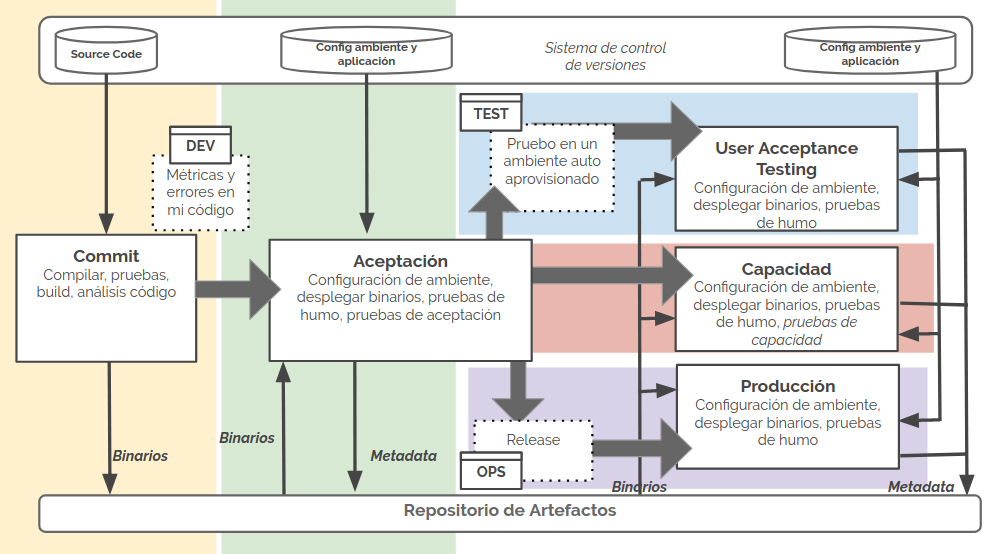 Source Code
Config ambiente y
aplicación
Sistema de control
de versiones
Config ambiente y
aplicación
DEV
Métricas y
errores en
mi código
TEST
Pruebo en un
ambiente auto
aprovisionado
User Acceptance
Testing
Configuración de ambiente,
desplegar binarios, pruebas
de humo
Commit
Compilar, pruebas,
build, análisis código
Aceptación
Configuración de ambiente,
desplegar binarios, pruebas de
humo, pruebas de aceptación
Capacidad
Configuración de ambiente,
desplegar binarios, pruebas
de humo, pruebas de
capacidad
Producción
Configuración de ambiente,
desplegar binarios, pruebas
de humo
Release
OPS
Binarios
Binarios
Metadata
Binarios
Metadata
Repositorio de Artefactos